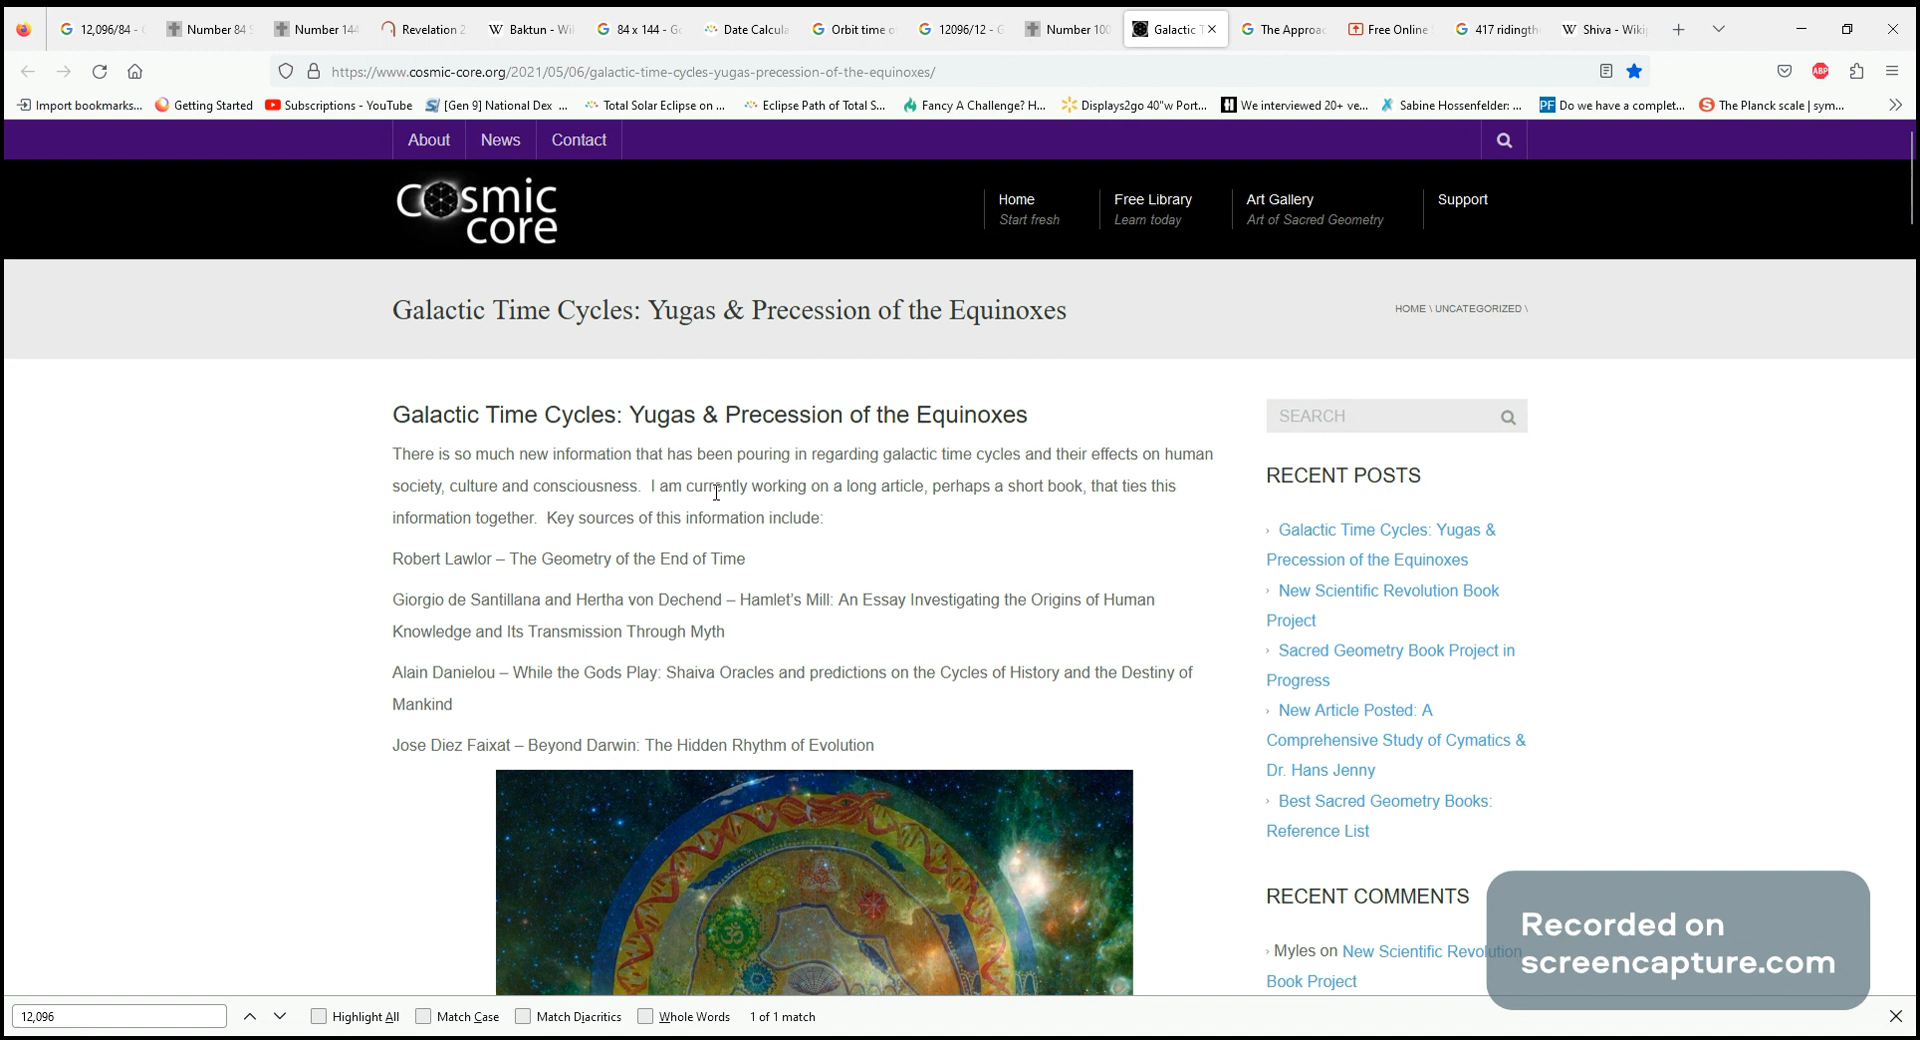 12,096/84 -
Number 84
Number 144
Revelation 2
Baktun - Wi
84 x 144 - G
Date Calcula
Orbit time o
12096/12 - G
Number 100
Galactic T
The Approac
Free Online
417 ridingth
Shiva - Wiki
https://www.cosmic-core.org/2021/05/06/galactic-time-cycles-yugas-precession-of-the-equinoxes/
ABP
Import bookmarks...
Getting Started
Subscriptions - YouTube
[Gen 9] National Dex ...
Total Solar Eclipse on ...
Eclipse Path of Total S...
Fancy A Challenge? H...
Displays2go 40"w Port...
We interviewed 20+ ve...
Sabine Hossenfelder: ...
PF Do we have a complet...
The Planck scale | sym...
About
News
Contact
cosmic
core
Home
Start fresh
Free Library
Learn today
Art Gallery
Art of Sacred Geometry
Support
Galactic Time Cycles: Yugas & Precession of the Equinoxes
HOME \ UNCATEGORIZED \
Galactic Time Cycles: Yugas & Precession of the Equinoxes
There is so much new information that has been pouring in regarding galactic time cycles and their effects on human
society, culture and consciousness. I am currently working on a long article, perhaps a short book, that ties this
information together. Key sources of this information include:
Robert Lawlor – The Geometry of the End of Time
Giorgio de Santillana and Hertha von Dechend – Hamlet's Mill: An Essay Investigating the Origins of Human
Knowledge and Its Transmission Through Myth
Alain Danielou – While the Gods Play: Shaiva Oracles and predictions on the Cycles of History and the Destiny of
Mankind
Jose Diez Faixat – Beyond Darwin: The Hidden Rhythm of Evolution
SEARCH
RECENT POSTS
Galactic Time Cycles: Yugas &
Precession of the Equinoxes
New Scientific Revolution Book
Project
Sacred Geometry Book Project in
Progress
New Article Posted: A
Comprehensive Study of Cymatics &
Dr. Hans Jenny
Best Sacred Geometry Books:
Reference List
RECENT COMMENTS
Myles on New Scientific Revolution
Book Project
Recorded on
screencapture.com
12,096
Highlight All
Match Case
Match Diacritics
Whole Words
1 of 1 match